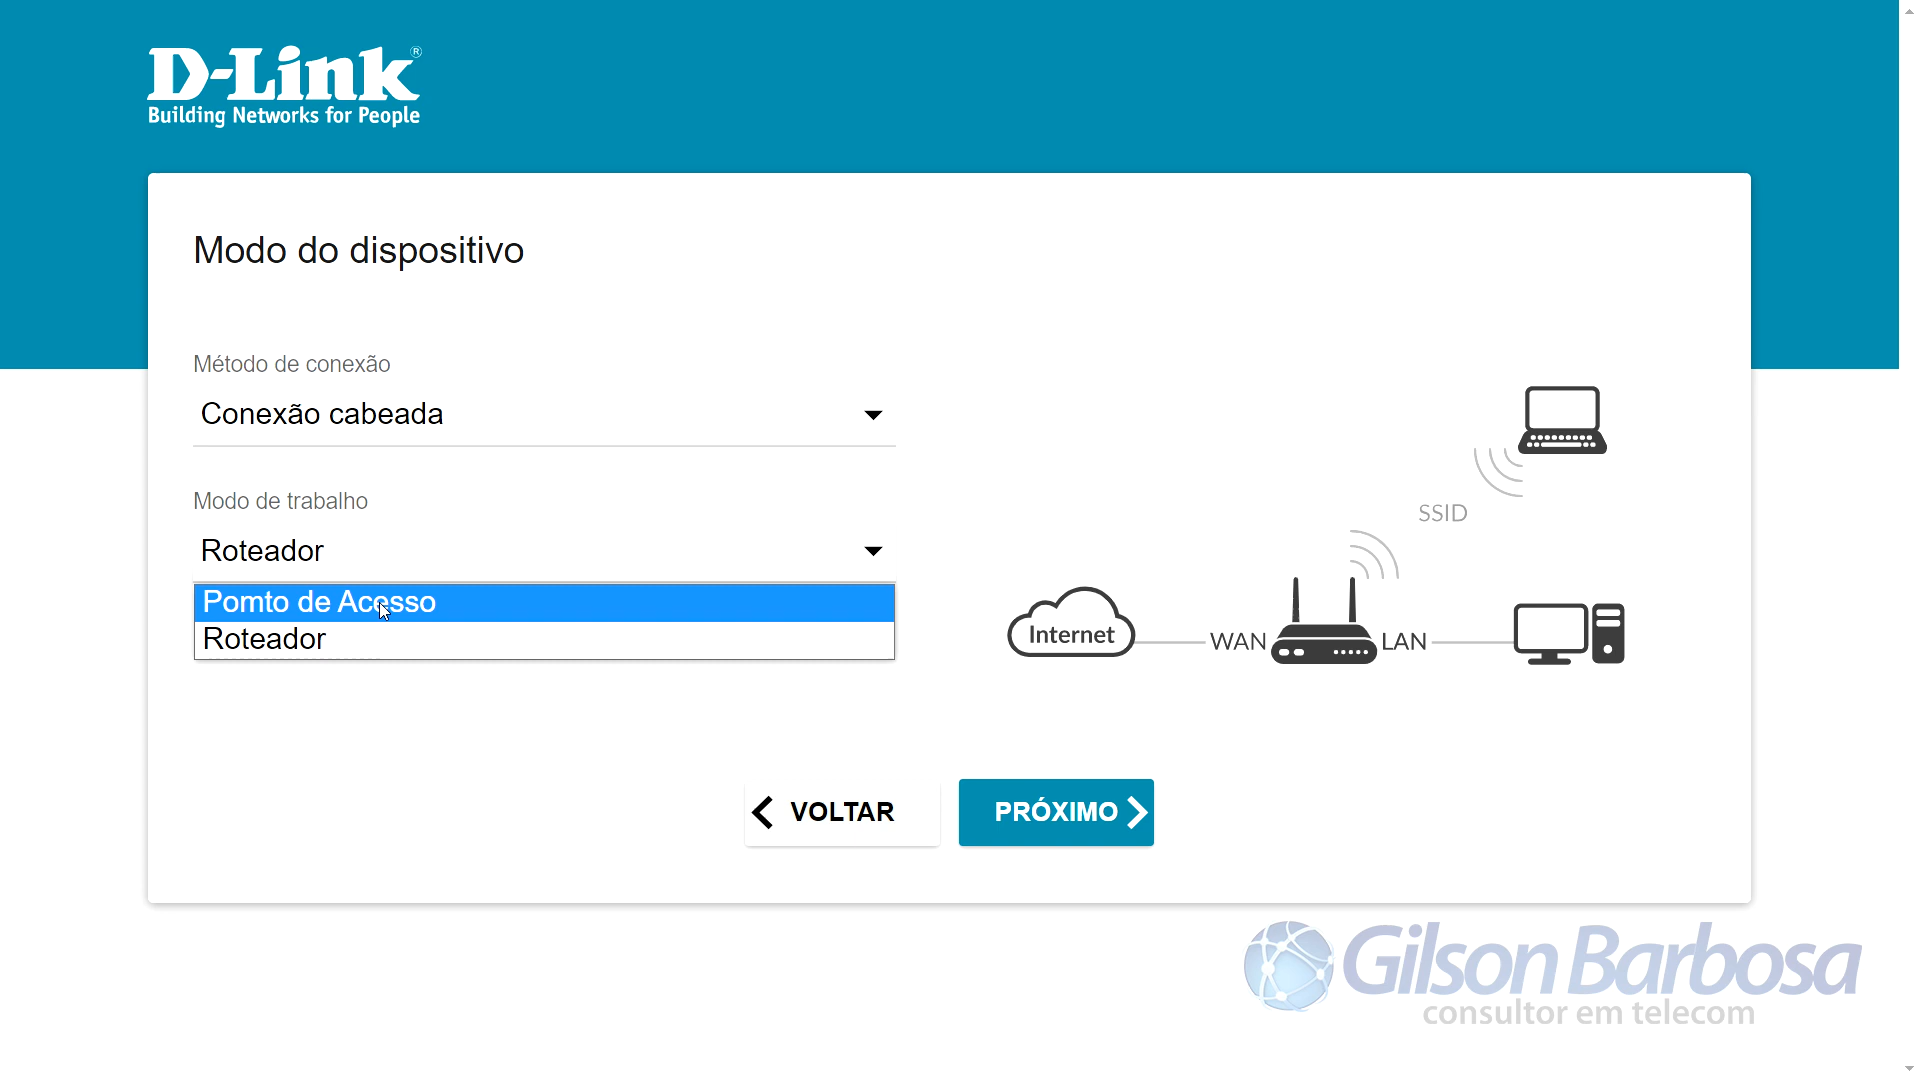 D-Link®
Building Networks for People
Modo do dispositivo
Método de conexão
Conexão cabeada
Modo de trabalho
Roteador
Pomto de Acesso
Roteador
SSID
Internet
WAN
LAN
VOLTAR
PRÓXIMO
Gilson Barbosa
consultor em telecom